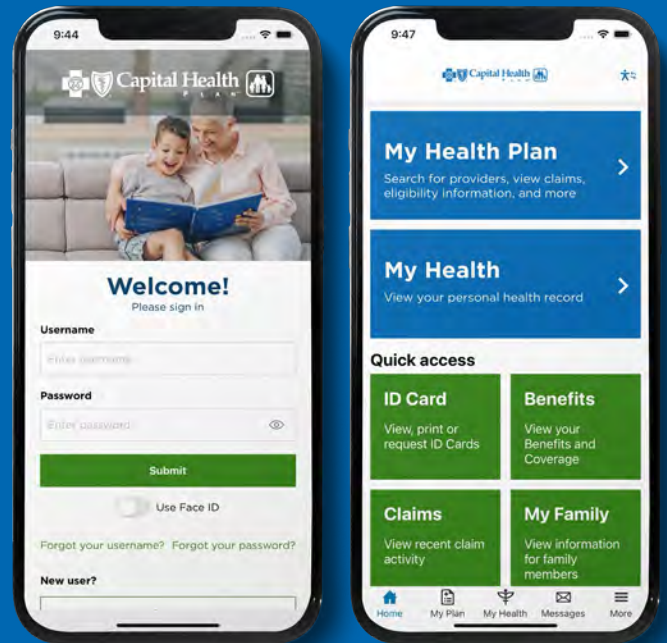 9:44
Capital Health
PLAN
Welcome!
Please sign in
Username
Enter username
Password
Enter password
Submit
Use Face ID
Forgot your username? Forgot your password?
New user?
9:47
Capital Health
PLAN
My Health Plan
Search for providers, view claims,
eligibility information, and more
My Health
View your personal health record
Quick access
ID Card
View, print or
request ID Cards
Benefits
View your
Benefits and
Coverage
Claims
View recent claim
activity
My Family
View information
for family
members
Home
My Plan
My Health
Messages
More